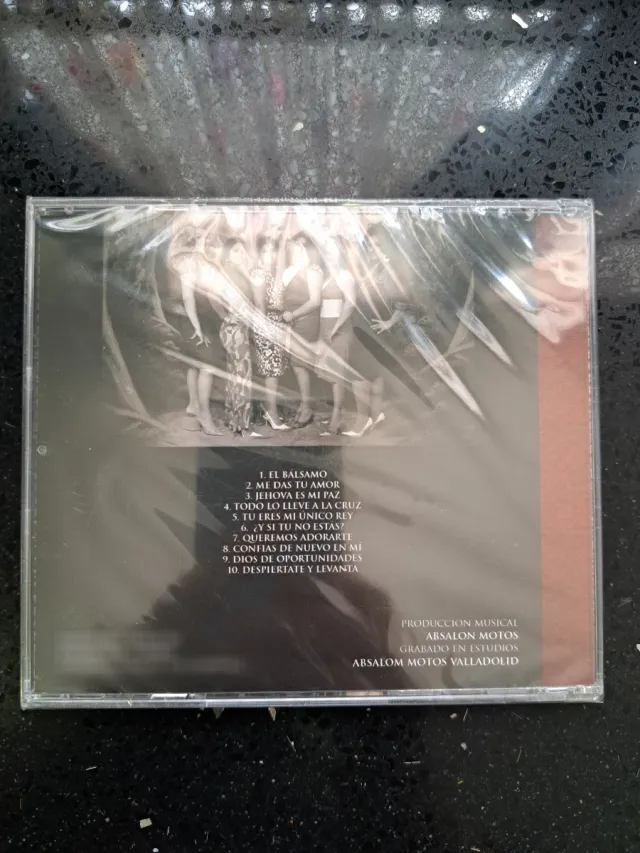 1. EL BÁLSAMO
2. ME DAS TU AMOR
3. JEHOVA ES MI PAZ
4. TODO LO LLEVE A LA CRUZ
5. TU ERES MI ÚNICO REY
6. ¿Y SI TU NO ESTAS?
7. QUEREMOS ADORARTE
8. CONFIAS DE NUEVO EN MÍ
9. DIOS DE OPORTUNIDADES
10. DESPIERTATE Y LEVANTA
PRODUCCION MUSICAL
ABSALON MOTOS
GRABADO EN ESTUDIOS
ABSALOM MOTOS VALLADOLID